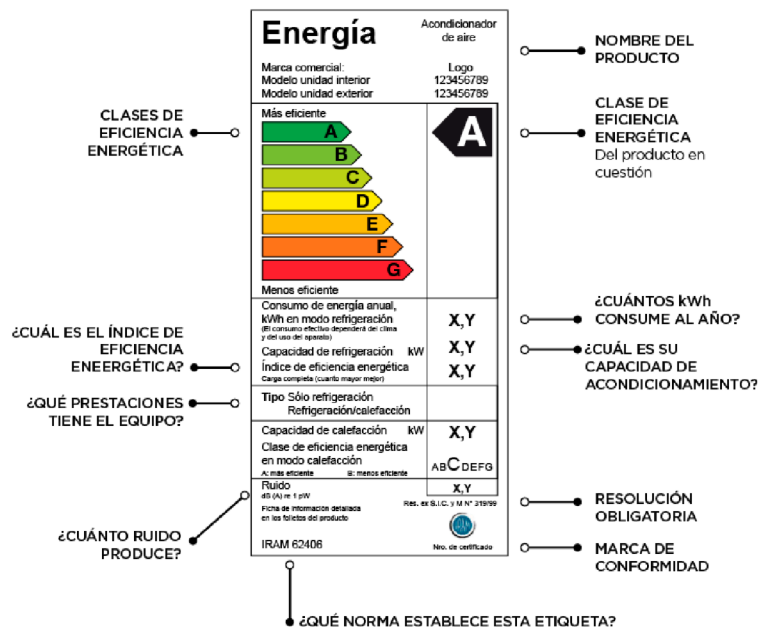 Energía
Acondicionador
de aire
Marca comercial: Logo
Modelo unidad interior 123456789
Modelo unidad exterior 123456789
Más eficiente
A
B
C
D
E
F
G
A
Menos eficiente
Consumo de energía anual,
kWh en modo refrigeración X,Y
(El consumo efectivo dependerá del clima
y del uso del aparato)
Capacidad de refrigeración kW X,Y
Índice de eficiencia energética X,Y
Carga completa (cuanto mayor mejor)
Tipo Sólo refrigeración
Refrigeración/calefacción
Capacidad de calefacción kW X,Y
Clase de eficiencia energética
en modo calefacción ABCDEFG
A: más eficiente B: menos eficiente
Ruido X,Y
dB (A) re 1 pW
Res. ex S.I.C. y M N° 319/99
Ficha de información detallada
en los folletos del producto
IRAM
IRAM 62406
Nro. de certificado
CLASES DE
EFICIENCIA
ENERGÉTICA
¿CUÁL ES EL ÍNDICE DE
EFICIENCIA
ENEERGÉTICA?
¿QUÉ PRESTACIONES
TIENE EL EQUIPO?
¿CUÁNTO RUIDO
PRODUCE?
NOMBRE DEL
PRODUCTO
CLASE DE
EFICIENCIA
ENERGÉTICA
Del producto en
cuestión
¿CUÁNTOS kWh
CONSUME AL AÑO?
¿CUÁL ES SU
CAPACIDAD DE
ACONDICIONAMIENTO?
RESOLUCIÓN
OBLIGATORIA
MARCA DE
CONFORMIDAD
¿QUÉ NORMA ESTABLECE ESTA ETIQUETA?